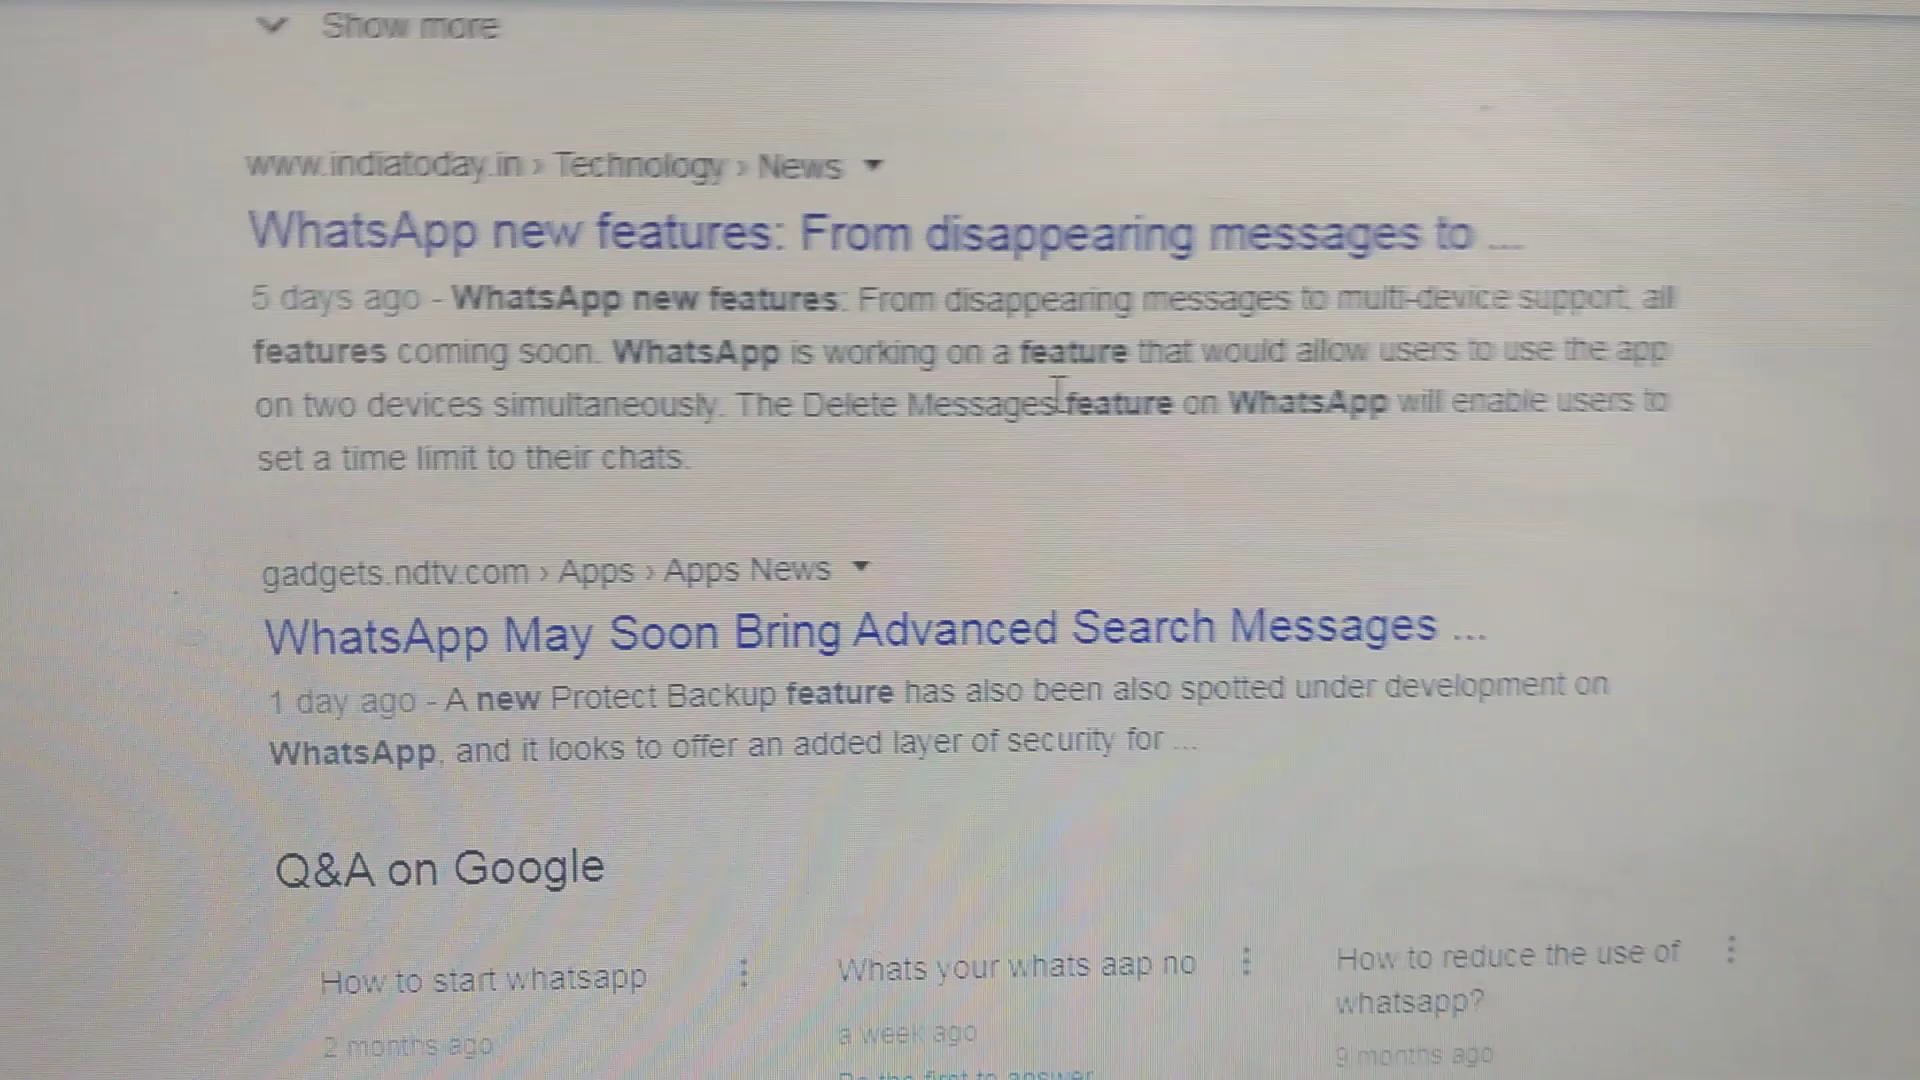 Show more
www.indiatoday.in › Technology › News
WhatsApp new features: From disappearing messages to ...
5 days ago - WhatsApp new features: From disappearing messages to multi-device support, all
features coming soon. WhatsApp is working on a feature that would allow users to use the app
on two devices simultaneously. The Delete Messages feature on WhatsApp will enable users to
set a time limit to their chats.
gadgets.ndtv.com › Apps › Apps News
WhatsApp May Soon Bring Advanced Search Messages ...
1 day ago - A new Protect Backup feature has also been also spotted under development on
WhatsApp, and it looks to offer an added layer of security for ...
Q&A on Google
How to start whatsapp
Whats your whats aap no
How to reduce the use of
whatsapp?
2 months ago
a week ago
9 months ago
the first to answer